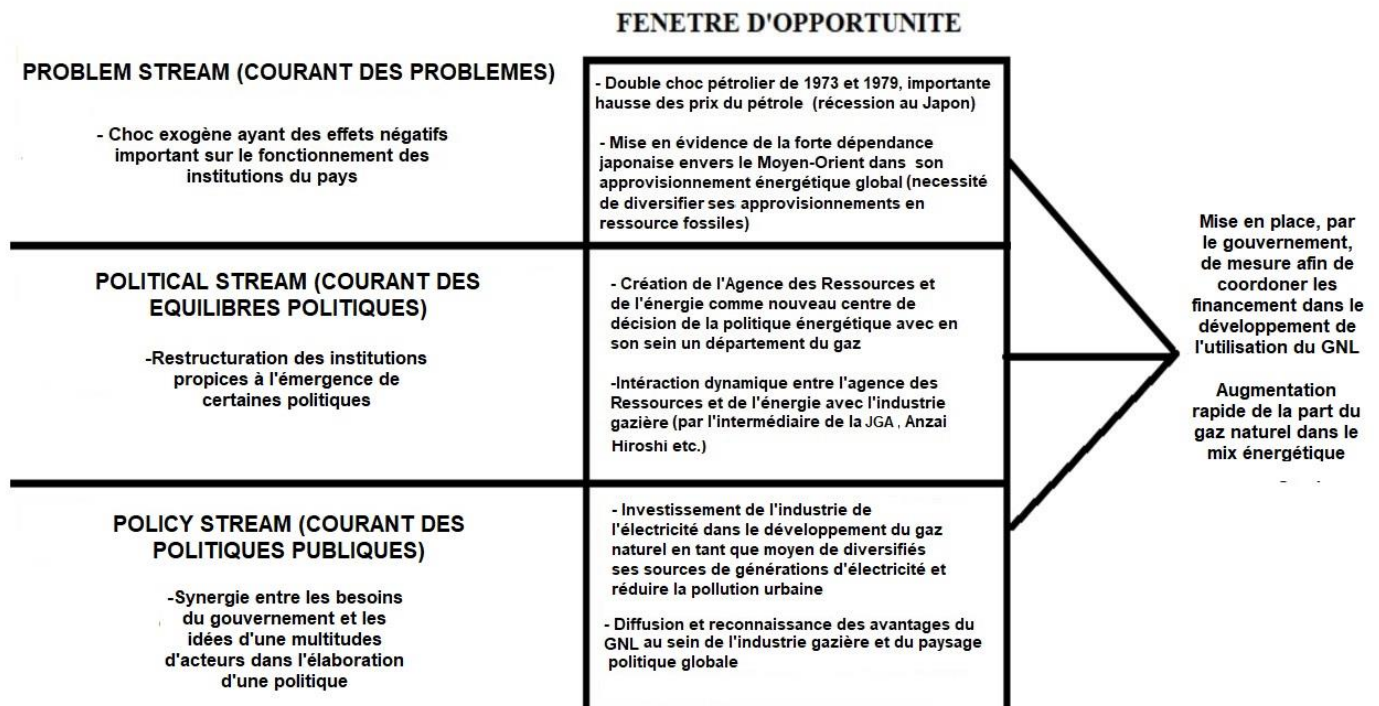 FENETRE D'OPPORTUNITE
PROBLEM STREAM (COURANT DES PROBLEMES)
- Choc exogène ayant des effets négatifs
important sur le fonctionnement des
institutions du pays
- Double choc pétrolier de 1973 et 1979, importante
hausse des prix du pétrole (récession au Japon)
- Mise en évidence de la forte dépendance
japonaise envers le Moyen-Orient dans son
approvisionnement énergétique global (necessité
de diversifier ses approvisionnements en
ressource fossiles)
POLITICAL STREAM (COURANT DES
EQUILIBRES POLITIQUES)
-Restructuration des institutions
propices à l'émergence de
certaines politiques
- Création de l'Agence des Ressources et
de l'énergie comme nouveau centre de
décision de la politique énergétique avec en
son sein un département du gaz
-Intéraction dynamique entre l'agence des
Ressources et de l'énergie avec l'industrie
gazière (par l'intermédiaire de la JGA, Anzai
Hiroshi etc.)
POLICY STREAM (COURANT DES
POLITIQUES PUBLIQUES)
-Synergie entre les besoins
du gouvernement et les
idées d'une multitudes
d'acteurs dans l'élaboration
d'une politique
- Investissement de l'industrie de
l'électricité dans le développement du gaz
naturel en tant que moyen de diversifiés
ses sources de générations d'électricité et
réduire la pollution urbaine
- Diffusion et reconnaissance des avantages du
GNL au sein de l'industrie gazière et du paysage
politique globale
Mise en place, par
le gouvernement,
de mesure afin de
coordoner les
financement dans le
développement de
l'utilisation du GNL
Augmentation
rapide de la part du
gaz naturel dans le
mix énergétique